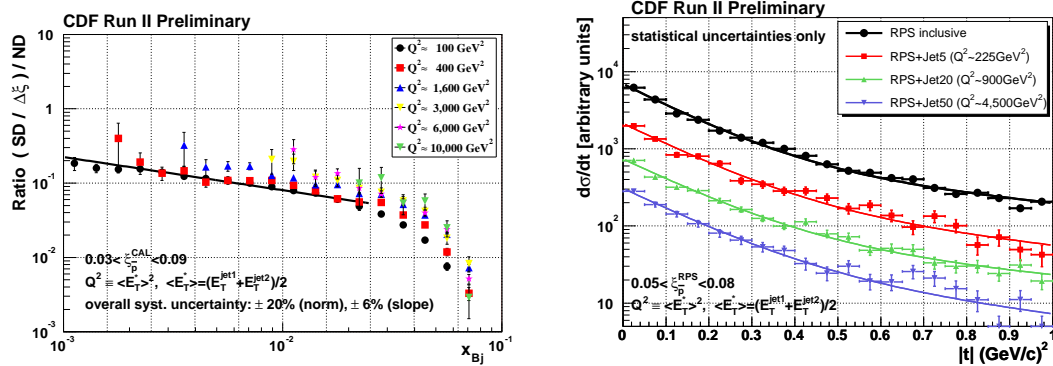 CDF Run II Preliminary
Ratio ( SD / Δξ ) / ND
10
1
10⁻¹
10⁻²
10⁻³
Q² ≈ 100 GeV²
Q² ≈ 400 GeV²
Q² ≈ 1,600 GeV²
Q² ≈ 3,000 GeV²
Q² ≈ 6,000 GeV²
Q² ≈ 10,000 GeV²
0.03 < ξ_p̄^CAL < 0.09
Q² ≡ <E_T^*>², <E_T^*>=(E_T^jet1+E_T^jet2)/2
overall syst. uncertainty: ± 20% (norm), ± 6% (slope)
10⁻³ 10⁻² 10⁻¹
x_Bj
CDF Run II Preliminary
statistical uncertainties only
dσ/dt [arbitrary units]
10⁴
10³
10²
10
RPS inclusive
RPS+Jet5 (Q²~225GeV²)
RPS+Jet20 (Q²~900GeV²)
RPS+Jet50 (Q²~4,500GeV²)
0.05<ξ_p̄^RPS<0.08
Q² ≡ <E_T^*>², <E_T^*>=(E_T^jet1+E_T^jet2)/2
0 0.1 0.2 0.3 0.4 0.5 0.6 0.7 0.8 0.9 1
|t| (GeV/c)²